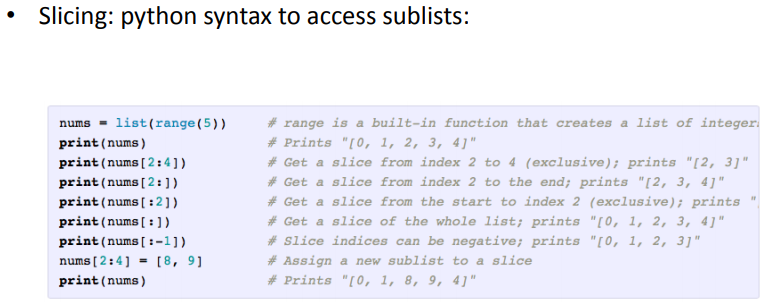 • Slicing: python syntax to access sublists:
nums = list(range(5)) # range is a built-in function that creates a list of integer
print(nums) # Prints "[0, 1, 2, 3, 4]"
print(nums[2:4]) # Get a slice from index 2 to 4 (exclusive); prints "[2, 3]"
print(nums[2:]) # Get a slice from index 2 to the end; prints "[2, 3, 4]"
print(nums[:2]) # Get a slice from the start to index 2 (exclusive); prints "
print(nums[:]) # Get a slice of the whole list; prints "[0, 1, 2, 3, 4]"
print(nums[:-1]) # Slice indices can be negative; prints "[0, 1, 2, 3]"
nums[2:4] = [8, 9] # Assign a new sublist to a slice
print(nums) # Prints "[0, 1, 8, 9, 4]"